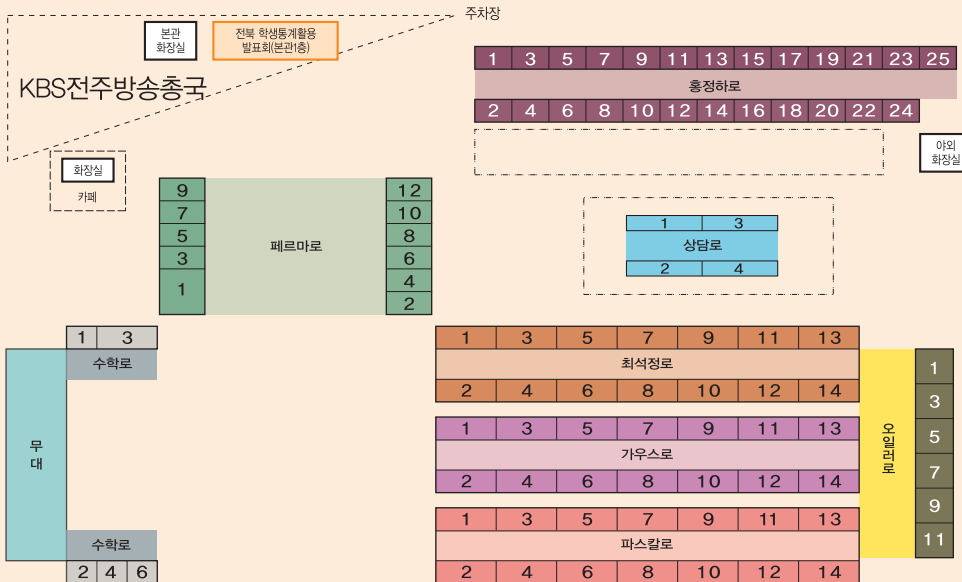 주차장
본관
화장실
전북 학생통계활용
발표회(본관1층)
KBS전주방송총국
1 3 5 7 9 11 13 15 17 19 21 23 25
홍정하로
2 4 6 8 10 12 14 16 18 20 22 24
야외
화장실
화장실
카페
9
7
5
3
1
페르마로
12
10
8
6
4
2
1 3
상담로
2 4
1 3
수학로
무
대
수학로
2 4 6
1 3 5 7 9 11 13
최석정로
2 4 6 8 10 12 14
1 3 5 7 9 11 13
가우스로
2 4 6 8 10 12 14
1 3 5 7 9 11 13
파스칼로
2 4 6 8 10 12 14
오
일
러
로
1
3
5
7
9
11